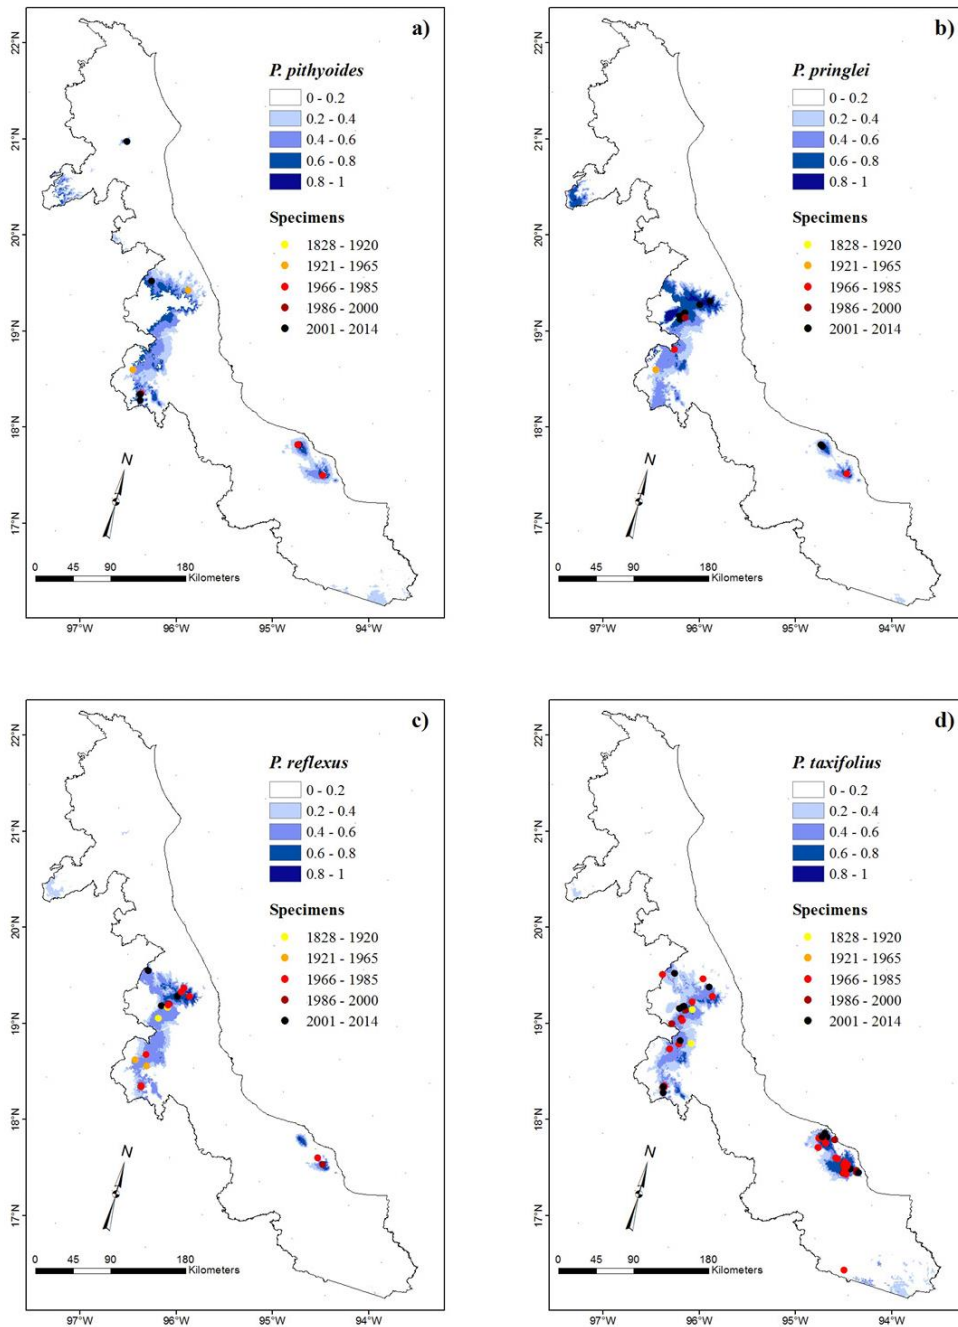 a)
P. pithyoides
0 - 0.2
0.2 - 0.4
0.4 - 0.6
0.6 - 0.8
0.8 - 1
Specimens
1828 - 1920
1921 - 1965
1966 - 1985
1986 - 2000
2001 - 2014
22°N
21°N
20°N
19°N
18°N
17°N
N
0 45 90 180
Kilometers
97°W 96°W 95°W 94°W
b)
P. pringlei
0 - 0.2
0.2 - 0.4
0.4 - 0.6
0.6 - 0.8
0.8 - 1
Specimens
1828 - 1920
1921 - 1965
1966 - 1985
1986 - 2000
2001 - 2014
22°N
21°N
20°N
19°N
18°N
17°N
N
0 45 90 180
Kilometers
97°W 96°W 95°W 94°W
c)
P. reflexus
0 - 0.2
0.2 - 0.4
0.4 - 0.6
0.6 - 0.8
0.8 - 1
Specimens
1828 - 1920
1921 - 1965
1966 - 1985
1986 - 2000
2001 - 2014
22°N
21°N
20°N
19°N
18°N
17°N
N
0 45 90 180
Kilometers
97°W 96°W 95°W 94°W
d)
P. taxifolius
0 - 0.2
0.2 - 0.4
0.4 - 0.6
0.6 - 0.8
0.8 - 1
Specimens
1828 - 1920
1921 - 1965
1966 - 1985
1986 - 2000
2001 - 2014
22°N
21°N
20°N
19°N
18°N
17°N
N
0 45 90 180
Kilometers
97°W 96°W 95°W 94°W